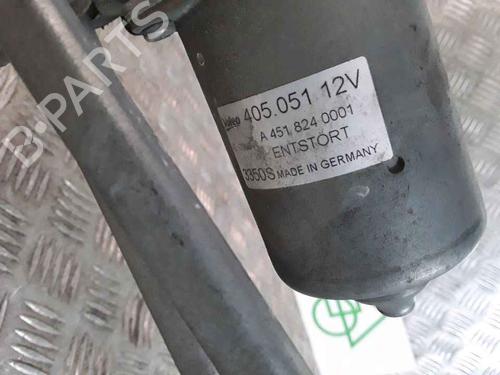 B-PARTS
Valeo 405.051 12V
A 451 824 0001
ENTSTÖRT
3350S MADE IN GERMANY